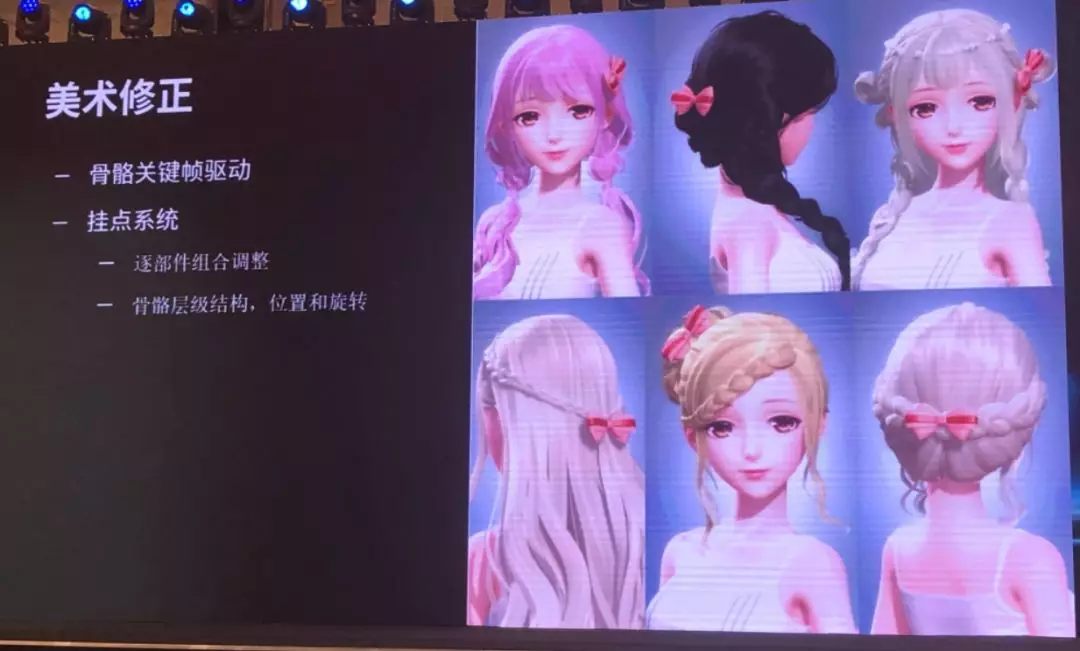 美术修正
– 骨骼关键帧驱动
– 挂点系统
– 逐部件组合调整
– 骨骼层级结构，位置和旋转